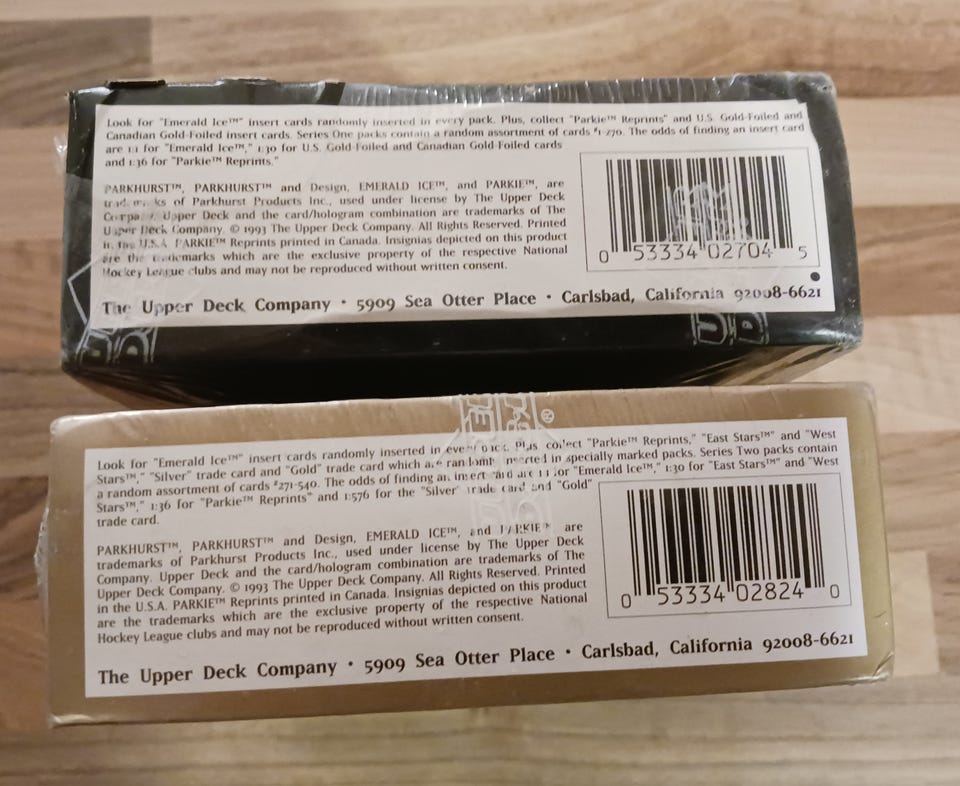 Look for "Emerald Ice™" insert cards randomly inserted in every pack. Plus, collect "Parkie™ Reprints" and U.S. Gold-Foiled and
Canadian Gold-Foiled insert cards. Series One packs contain a random assortment of cards #1-270. The odds of finding an insert card
are 1:1 for "Emerald Ice™," 1:30 for U.S. Gold-Foiled and Canadian Gold-Foiled cards
and 1:36 for "Parkie™ Reprints."
PARKHURST™, PARKHURST™ and Design, EMERALD ICE™, and PARKIE™, are
trademarks of Parkhurst Products Inc., used under license by The Upper Deck
Company. Upper Deck and the card/hologram combination are trademarks of The
Upper Deck Company. © 1993 The Upper Deck Company. All Rights Reserved. Printed
in the U.S.A. PARKIE™ Reprints printed in Canada. Insignias depicted on this product
are the trademarks which are the exclusive property of the respective National
Hockey League clubs and may not be reproduced without written consent.
0 53334 02704 5
The Upper Deck Company • 5909 Sea Otter Place • Carlsbad, California 92008-6621
Look for "Emerald Ice™" insert cards randomly inserted in every pack. Plus collect "Parkie™ Reprints," "East Stars™" and "West
Stars™," "Silver" trade card and "Gold" trade card which are randomly inserted in specially marked packs. Series Two packs contain
a random assortment of cards #271-540. The odds of finding an insert card are 1:1 for "Emerald Ice™," 1:30 for "East Stars™" and "West
Stars™," 1:36 for "Parkie™ Reprints" and 1:576 for the "Silver" trade card and "Gold"
trade card.
PARKHURST™, PARKHURST™ and Design, EMERALD ICE™, and PARKIE™ are
trademarks of Parkhurst Products Inc., used under license by The Upper Deck
Company. Upper Deck and the card/hologram combination are trademarks of The
Upper Deck Company. © 1993 The Upper Deck Company. All Rights Reserved. Printed
in the U.S.A. PARKIE™ Reprints printed in Canada. Insignias depicted on this product
are the trademarks which are the exclusive property of the respective National
Hockey League clubs and may not be reproduced without written consent.
0 53334 02824 0
The Upper Deck Company • 5909 Sea Otter Place • Carlsbad, California 92008-6621